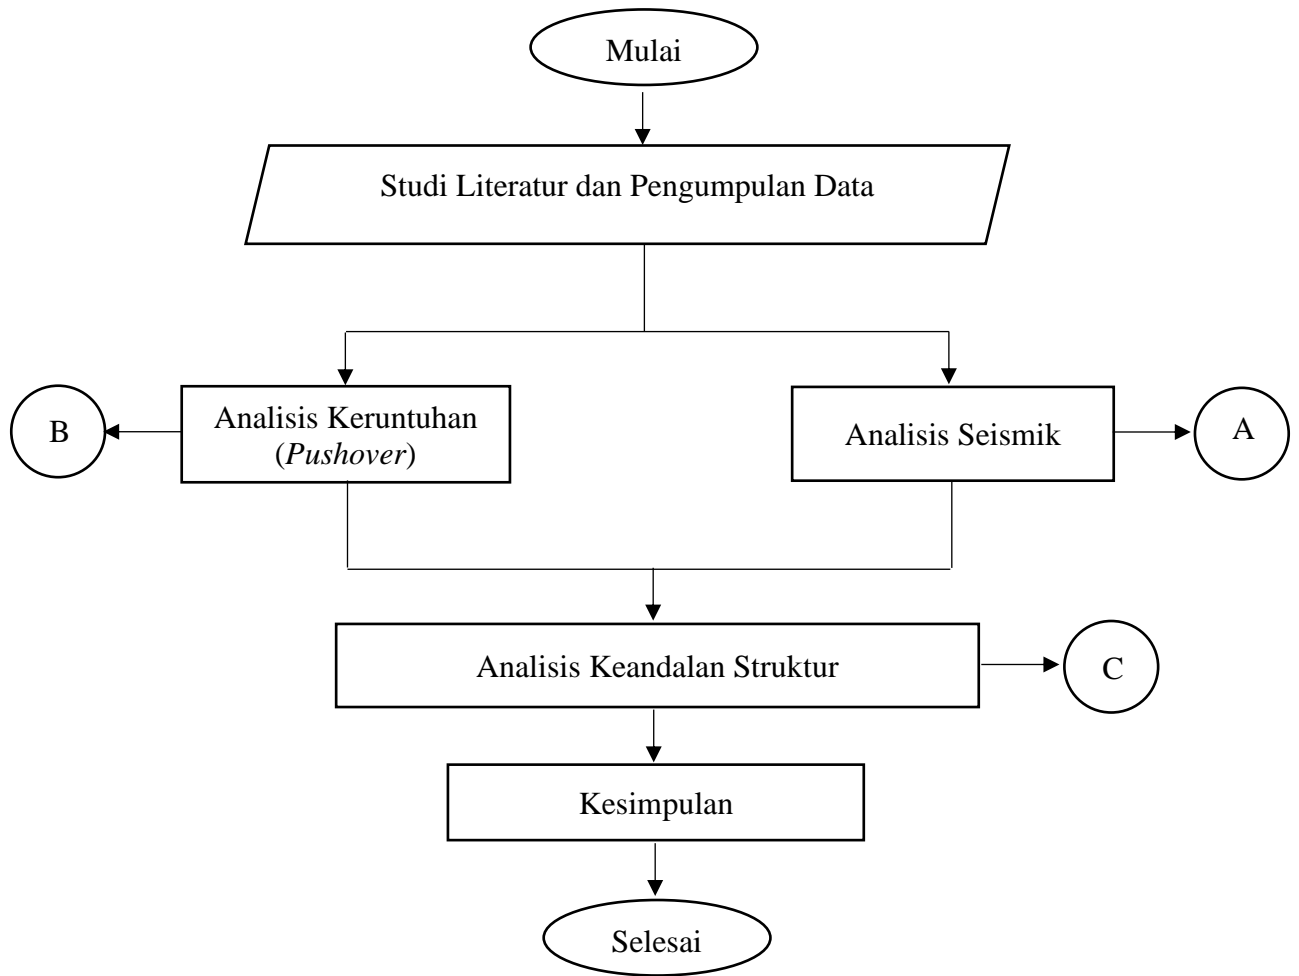 Mulai
Studi Literatur dan Pengumpulan Data
B
Analisis Keruntuhan
(Pushover)
Analisis Seismik
A
Analisis Keandalan Struktur
C
Kesimpulan
Selesai